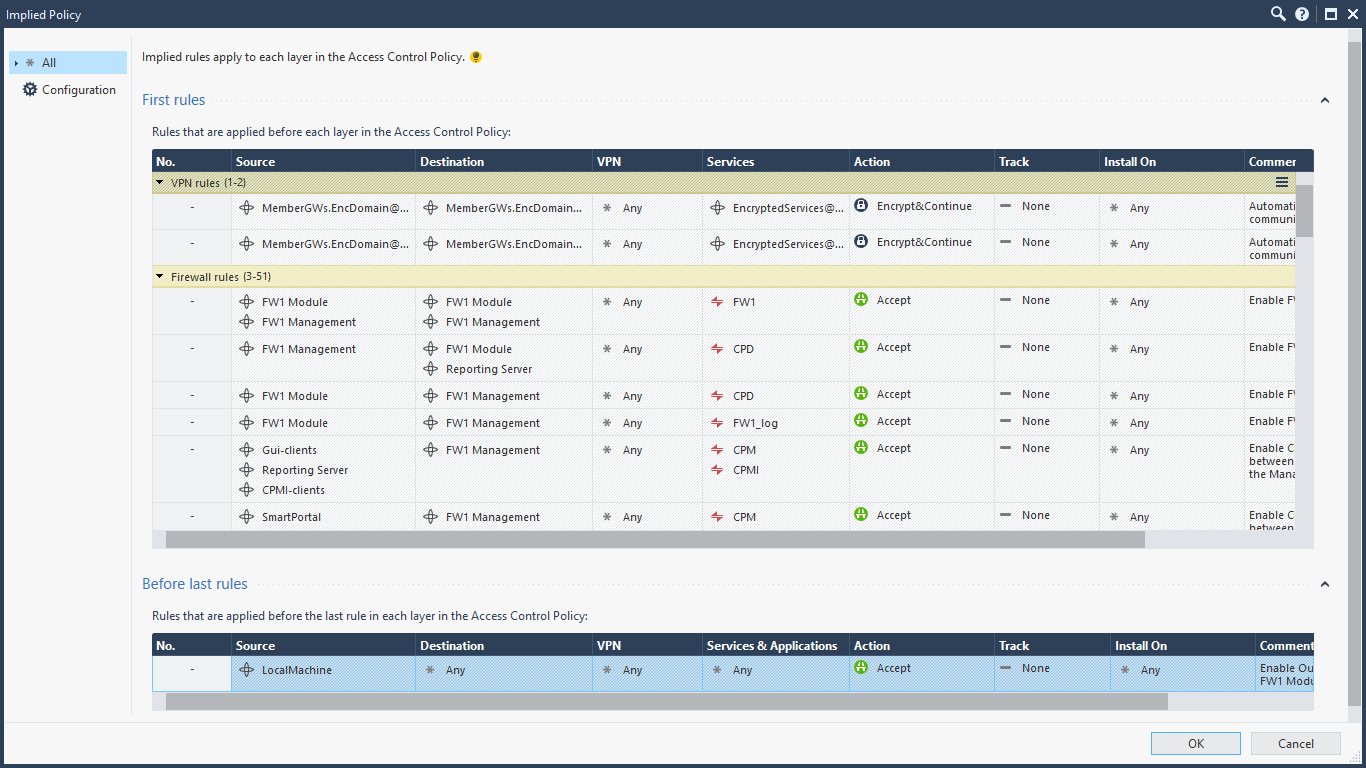 Implied Policy
All
Configuration
Implied rules apply to each layer in the Access Control Policy.
First rules
Rules that are applied before each layer in the Access Control Policy:
No. Source Destination VPN Services Action Track Install On Commen
VPN rules (1-2)
- MemberGWs.EncDomain@... MemberGWs.EncDomain... Any EncryptedServices@... Encrypt&Continue None Any Automati
communi
- MemberGWs.EncDomain@... MemberGWs.EncDomain... Any EncryptedServices@... Encrypt&Continue None Any Automati
communi
Firewall rules (3-51)
- FW1 Module FW1 Module Any FW1 Accept None Any Enable FW
FW1 Management FW1 Management
- FW1 Management FW1 Module Any CPD Accept None Any Enable FW
Reporting Server
- FW1 Module FW1 Management Any CPD Accept None Any Enable FW
- FW1 Module FW1 Management Any FW1_log Accept None Any Enable FW
- Gui-clients FW1 Management Any CPM Accept None Any Enable C
Reporting Server CPMI between
CPMI-clients the Mana
- SmartPortal FW1 Management Any CPM Accept None Any Enable C
between
Before last rules
Rules that are applied before the last rule in each layer in the Access Control Policy:
No. Source Destination VPN Services & Applications Action Track Install On Comment
- LocalMachine Any Any Any Accept None Any Enable Ou
FW1 Modu
OK Cancel